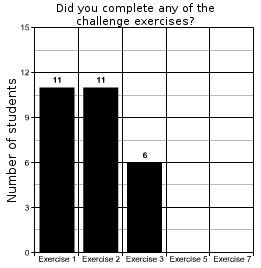 Did you complete any of the
challenge exercises?
Number of students
15
12
9
6
3
0
11
11
6
Exercise 1
Exercise 2
Exercise 3
Exercise 5
Exercise 7